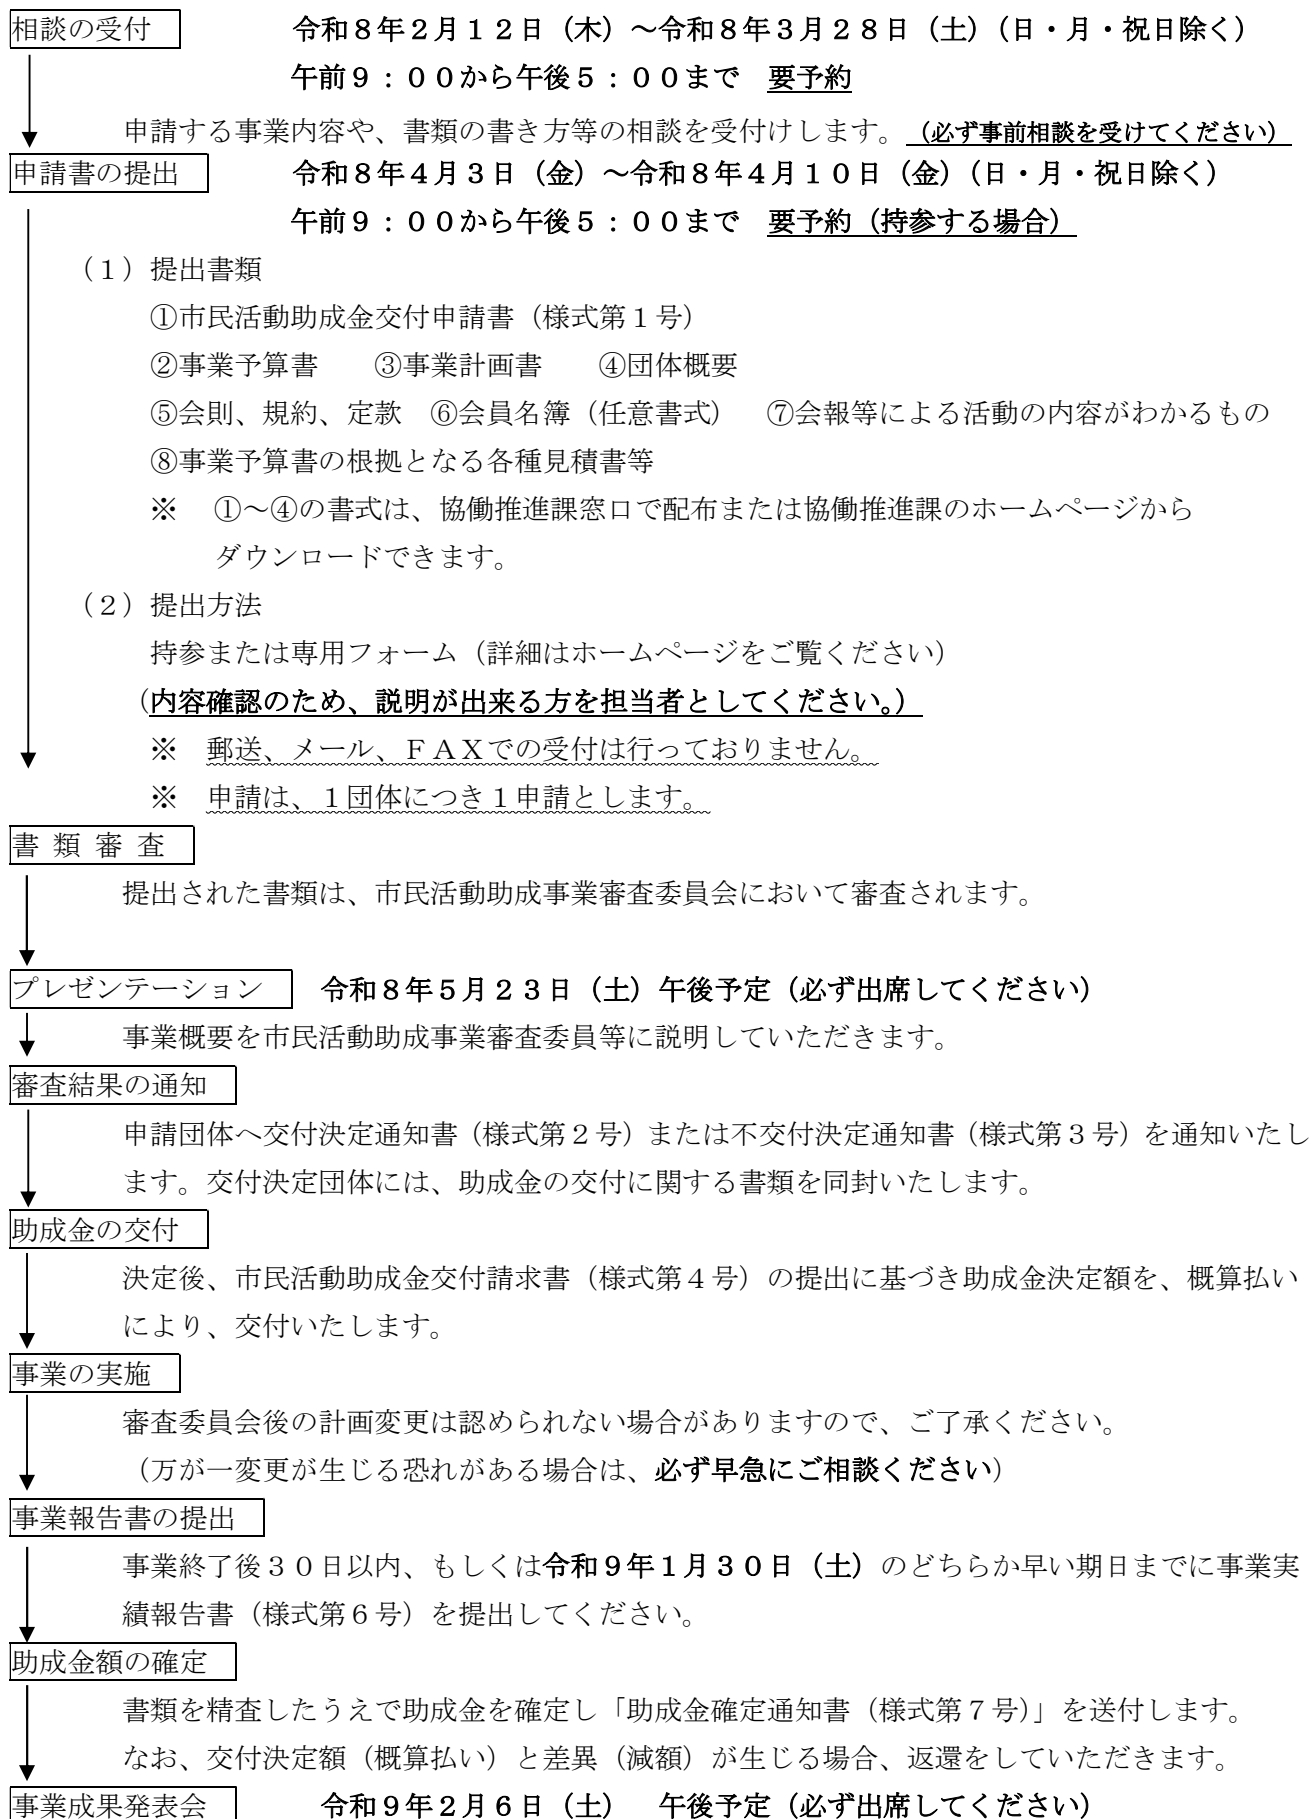 相談の受付　令和８年２月１２日（木）～令和８年３月２８日（土）（日・月・祝日除く）
午前９：００から午後５：００まで　要予約
申請する事業内容や、書類の書き方等の相談を受付けします。（必ず事前相談を受けてください）
申請書の提出　令和８年４月３日（金）～令和８年４月１０日（金）（日・月・祝日除く）
午前９：００から午後５：００まで　要予約（持参する場合）
（１）提出書類
①市民活動助成金交付申請書（様式第１号）
②事業予算書　　③事業計画書　　④団体概要
⑤会則、規約、定款　⑥会員名簿（任意書式）　⑦会報等による活動の内容がわかるもの
⑧事業予算書の根拠となる各種見積書等
※　①～④の書式は、協働推進課窓口で配布または協働推進課のホームページから
ダウンロードできます。
（２）提出方法
持参または専用フォーム（詳細はホームページをご覧ください）
（内容確認のため、説明が出来る方を担当者としてください。）
※　郵送、メール、ＦＡＸでの受付は行っておりません。
※　申請は、１団体につき１申請とします。
書 類 審 査
提出された書類は、市民活動助成事業審査委員会において審査されます。
プレゼンテーション　令和８年５月２３日（土）午後予定（必ず出席してください）
事業概要を市民活動助成事業審査委員等に説明していただきます。
審査結果の通知
申請団体へ交付決定通知書（様式第２号）または不交付決定通知書（様式第３号）を通知いたし
ます。交付決定団体には、助成金の交付に関する書類を同封いたします。
助成金の交付
決定後、市民活動助成金交付請求書（様式第４号）の提出に基づき助成金決定額を、概算払い
により、交付いたします。
事業の実施
審査委員会後の計画変更は認められない場合がありますので、ご了承ください。
（万が一変更が生じる恐れがある場合は、必ず早急にご相談ください）
事業報告書の提出
事業終了後３０日以内、もしくは令和９年１月３０日（土）のどちらか早い期日までに事業実
績報告書（様式第６号）を提出してください。
助成金額の確定
書類を精査したうえで助成金を確定し「助成金確定通知書（様式第７号）」を送付します。
なお、交付決定額（概算払い）と差異（減額）が生じる場合、返還をしていただきます。
事業成果発表会　令和９年２月６日（土）　午後予定（必ず出席してください）